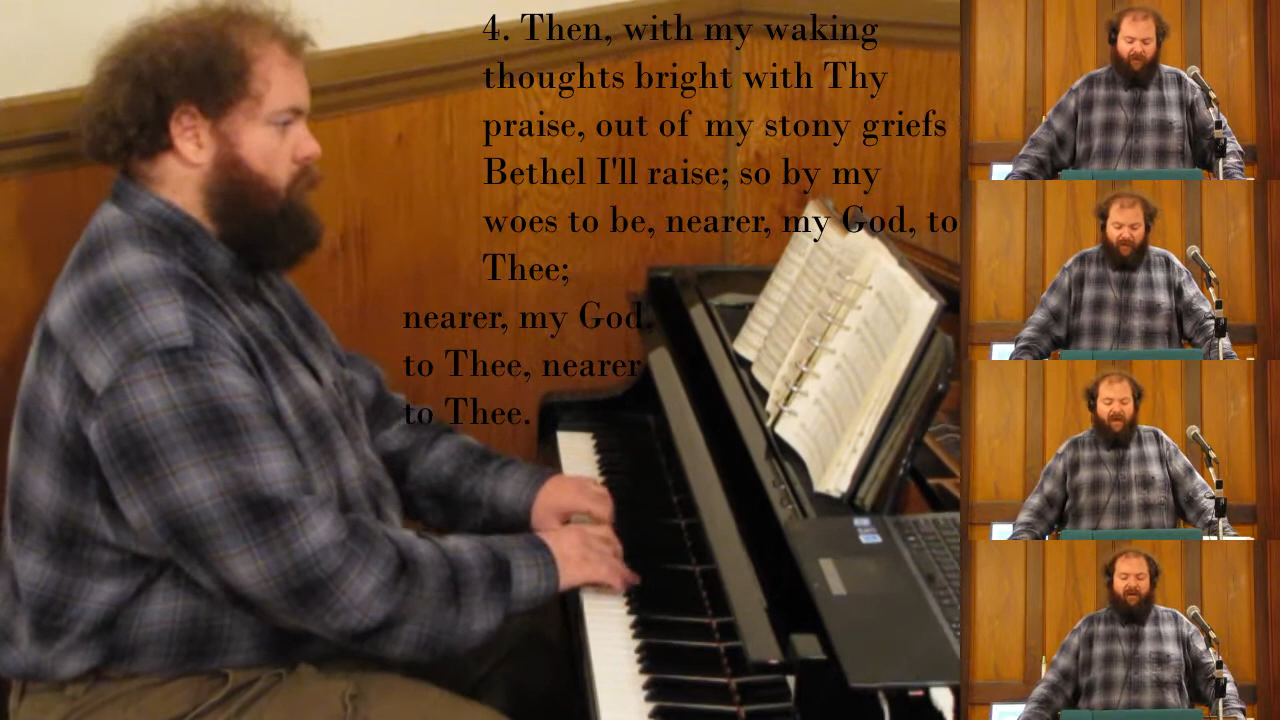 4. Then, with my waking
thoughts bright with Thy
praise, out of my stony griefs
Bethel I'll raise; so by my
woes to be, nearer, my God, to
Thee;
nearer, my God,
to Thee, nearer
to Thee.